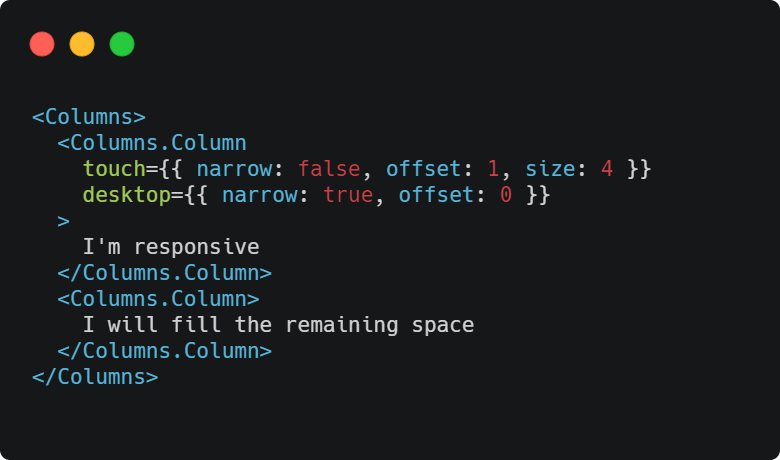 <Columns>
  <Columns.Column
    touch={{ narrow: false, offset: 1, size: 4 }}
    desktop={{ narrow: true, offset: 0 }}
  >
    I'm responsive
  </Columns.Column>
  <Columns.Column>
    I will fill the remaining space
  </Columns.Column>
</Columns>